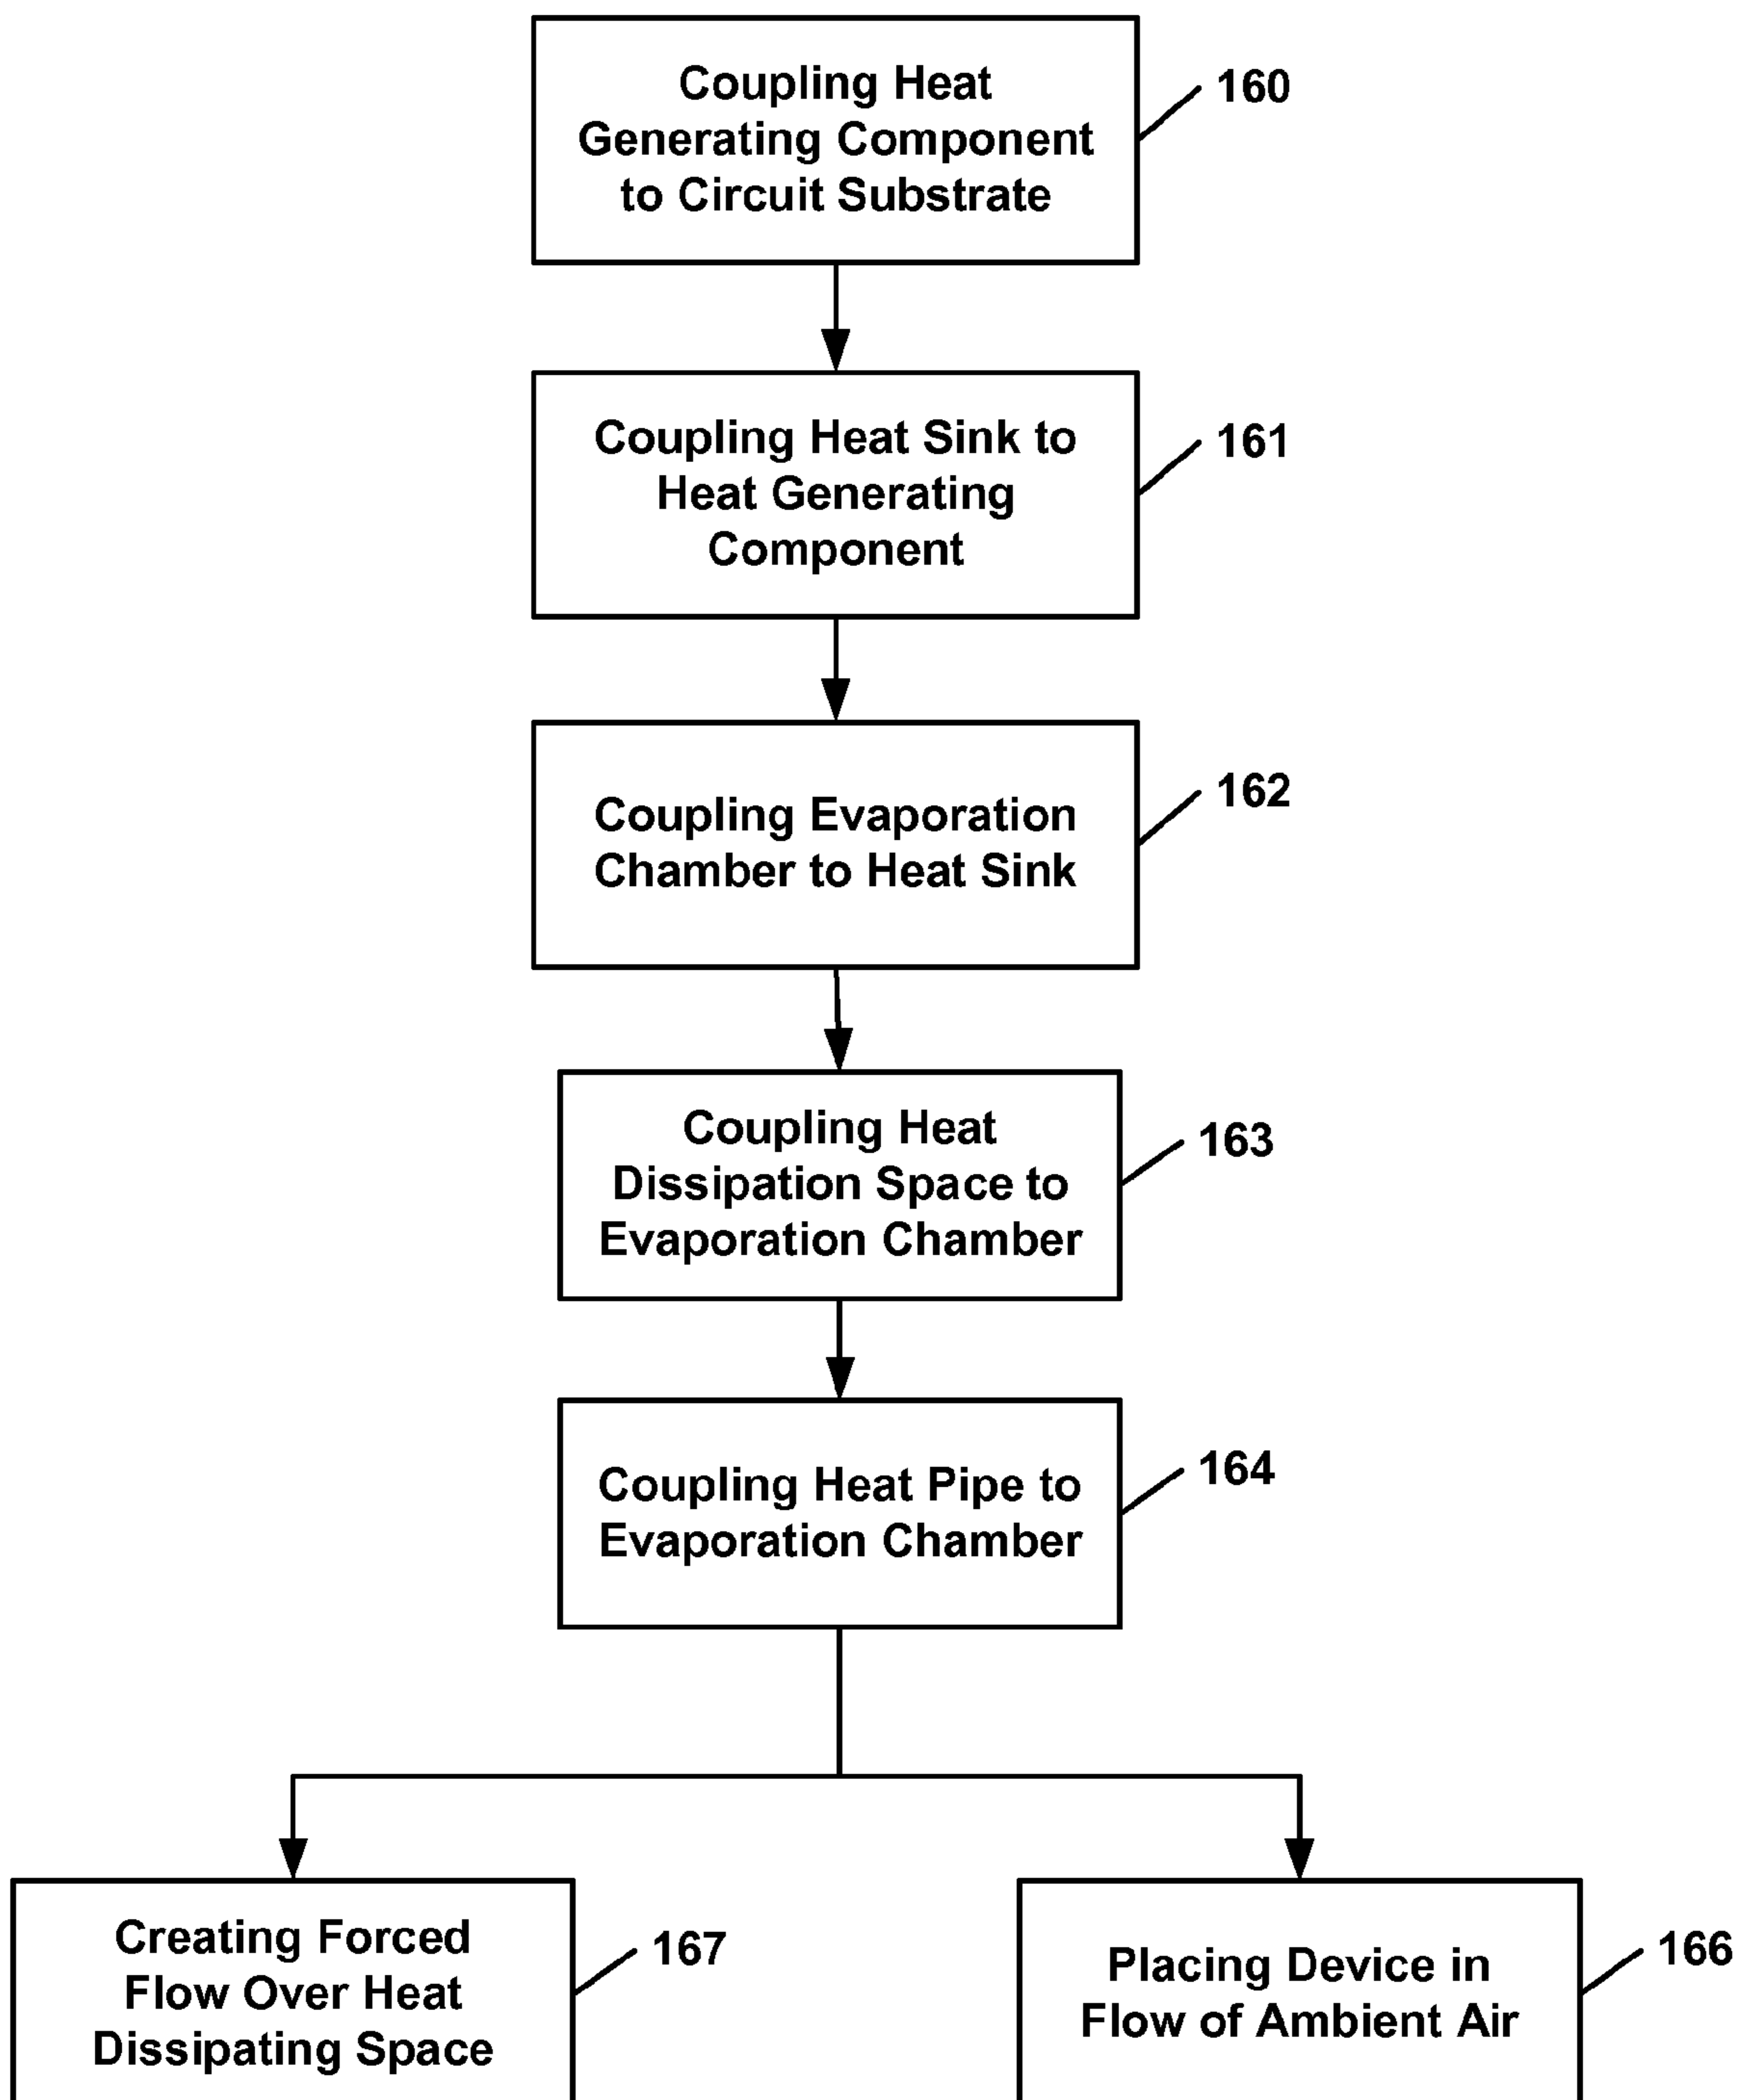 Coupling Heat
Generating Component
to Circuit Substrate
160
Coupling Heat Sink to
Heat Generating
Component
161
Coupling Evaporation
Chamber to Heat Sink
162
Coupling Heat
Dissipation Space to
Evaporation Chamber
163
Coupling Heat Pipe to
Evaporation Chamber
164
Creating Forced
Flow Over Heat
Dissipating Space
167
Placing Device in
Flow of Ambient Air
166